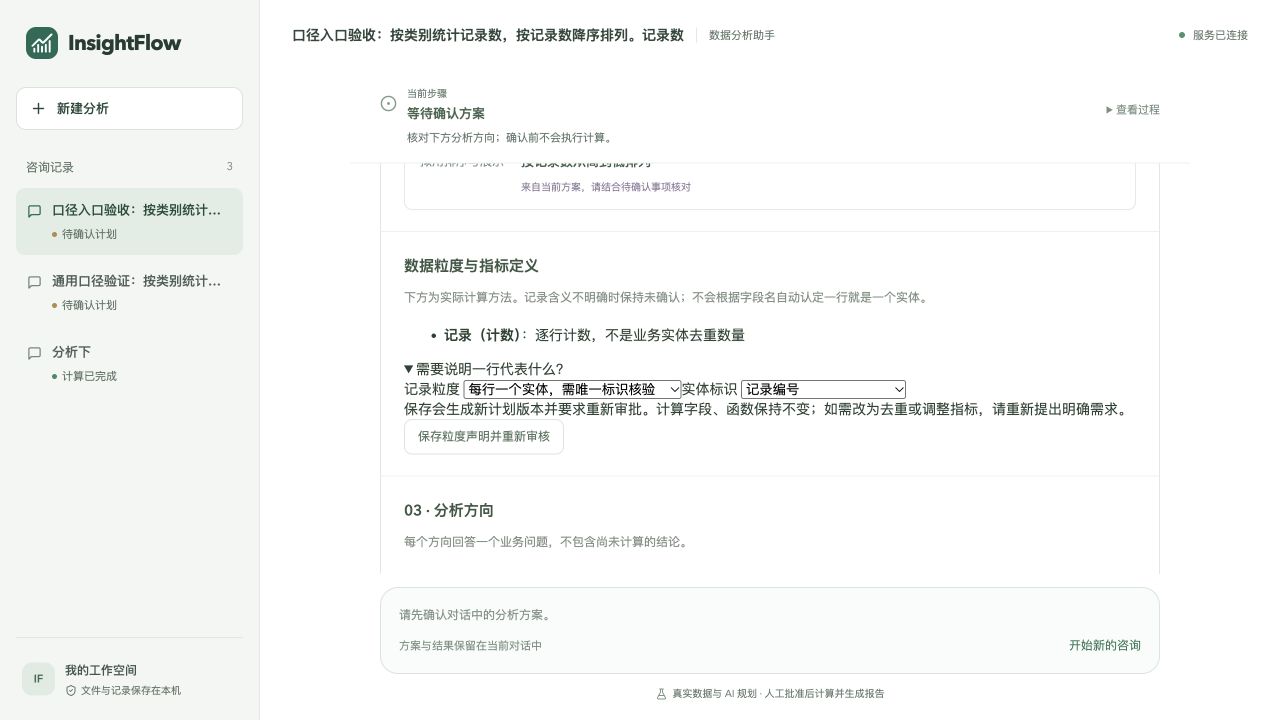 InsightFlow
新建分析
咨询记录 3
口径入口验收：按类别统计...
待确认计划
通用口径验证：按类别统计...
待确认计划
分析下
计算已完成
IF
我的工作空间
文件与记录保存在本机
口径入口验收：按类别统计记录数，按记录数降序排列。记录数
数据分析助手
服务已连接
当前步骤
等待确认方案
核对下方分析方向；确认前不会执行计算。
查看过程
按记录数从高到低排列
来自当前方案，请结合待确认事项核对
数据粒度与指标定义
下方为实际计算方法。记录含义不明确时保持未确认；不会根据字段名自动认定一行就是一个实体。
• 记录（计数）：逐行计数，不是业务实体去重数量
▼需要说明一行代表什么?
记录粒度 每行一个实体，需唯一标识核验 实体标识 记录编号
保存会生成新计划版本并要求重新审批。计算字段、函数保持不变；如需改为去重或调整指标，请重新提出明确需求。
保存粒度声明并重新审核
03 · 分析方向
每个方向回答一个业务问题，不包含尚未计算的结论。
请先确认对话中的分析方案。
方案与结果保留在当前对话中
开始新的咨询
真实数据与 AI 规划 · 人工批准后计算并生成报告